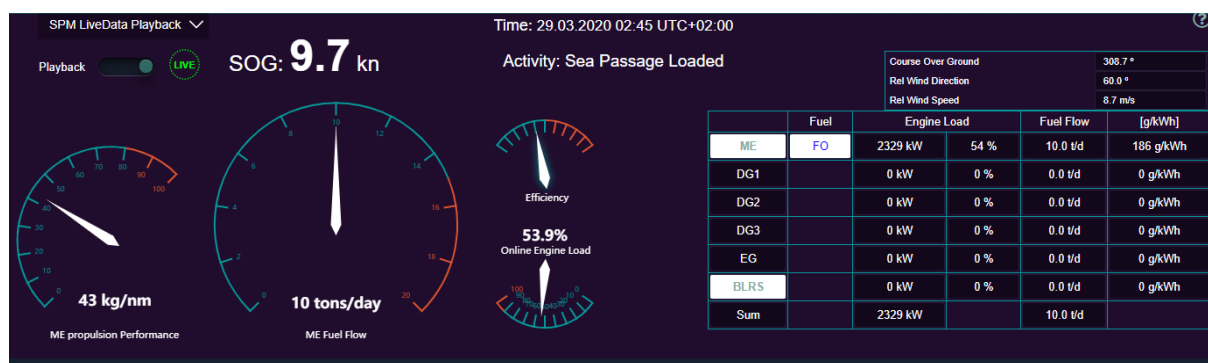 SPM LiveData Playback
Time: 29.03.2020 02:45 UTC+02:00
?
Playback LIVE SOG: 9.7 kn
Activity: Sea Passage Loaded
Course Over Ground 308.7 °
Rel Wind Direction 60.0 °
Rel Wind Speed 8.7 m/s
0 10 20 30 40 50 60 70 80 90 100
43 kg/nm
ME propulsion Performance
0 2 4 6 8 10 12 14 16 18 20
10 tons/day
ME Fuel Flow
Efficiency
53.9%
Online Engine Load
100 90 40 20 10 0
Fuel Engine Load Fuel Flow [g/kWh]
ME FO 2329 kW 54 % 10.0 t/d 186 g/kWh
DG1 0 kW 0 % 0.0 t/d 0 g/kWh
DG2 0 kW 0 % 0.0 t/d 0 g/kWh
DG3 0 kW 0 % 0.0 t/d 0 g/kWh
EG 0 kW 0 % 0.0 t/d 0 g/kWh
BLRS 0 kW 0 % 0.0 t/d 0 g/kWh
Sum 2329 kW 10.0 t/d